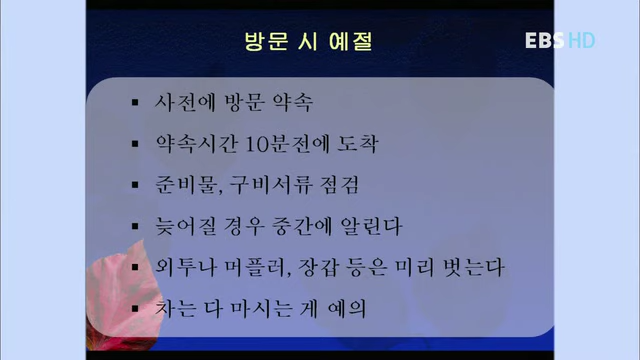 방문 시 예절
EBS HD
▪ 사전에 방문 약속
▪ 약속시간 10분전에 도착
▪ 준비물, 구비서류 점검
▪ 늦어질 경우 중간에 알린다
▪ 외투나 머플러, 장갑 등은 미리 벗는다
▪ 차는 다 마시는 게 예의